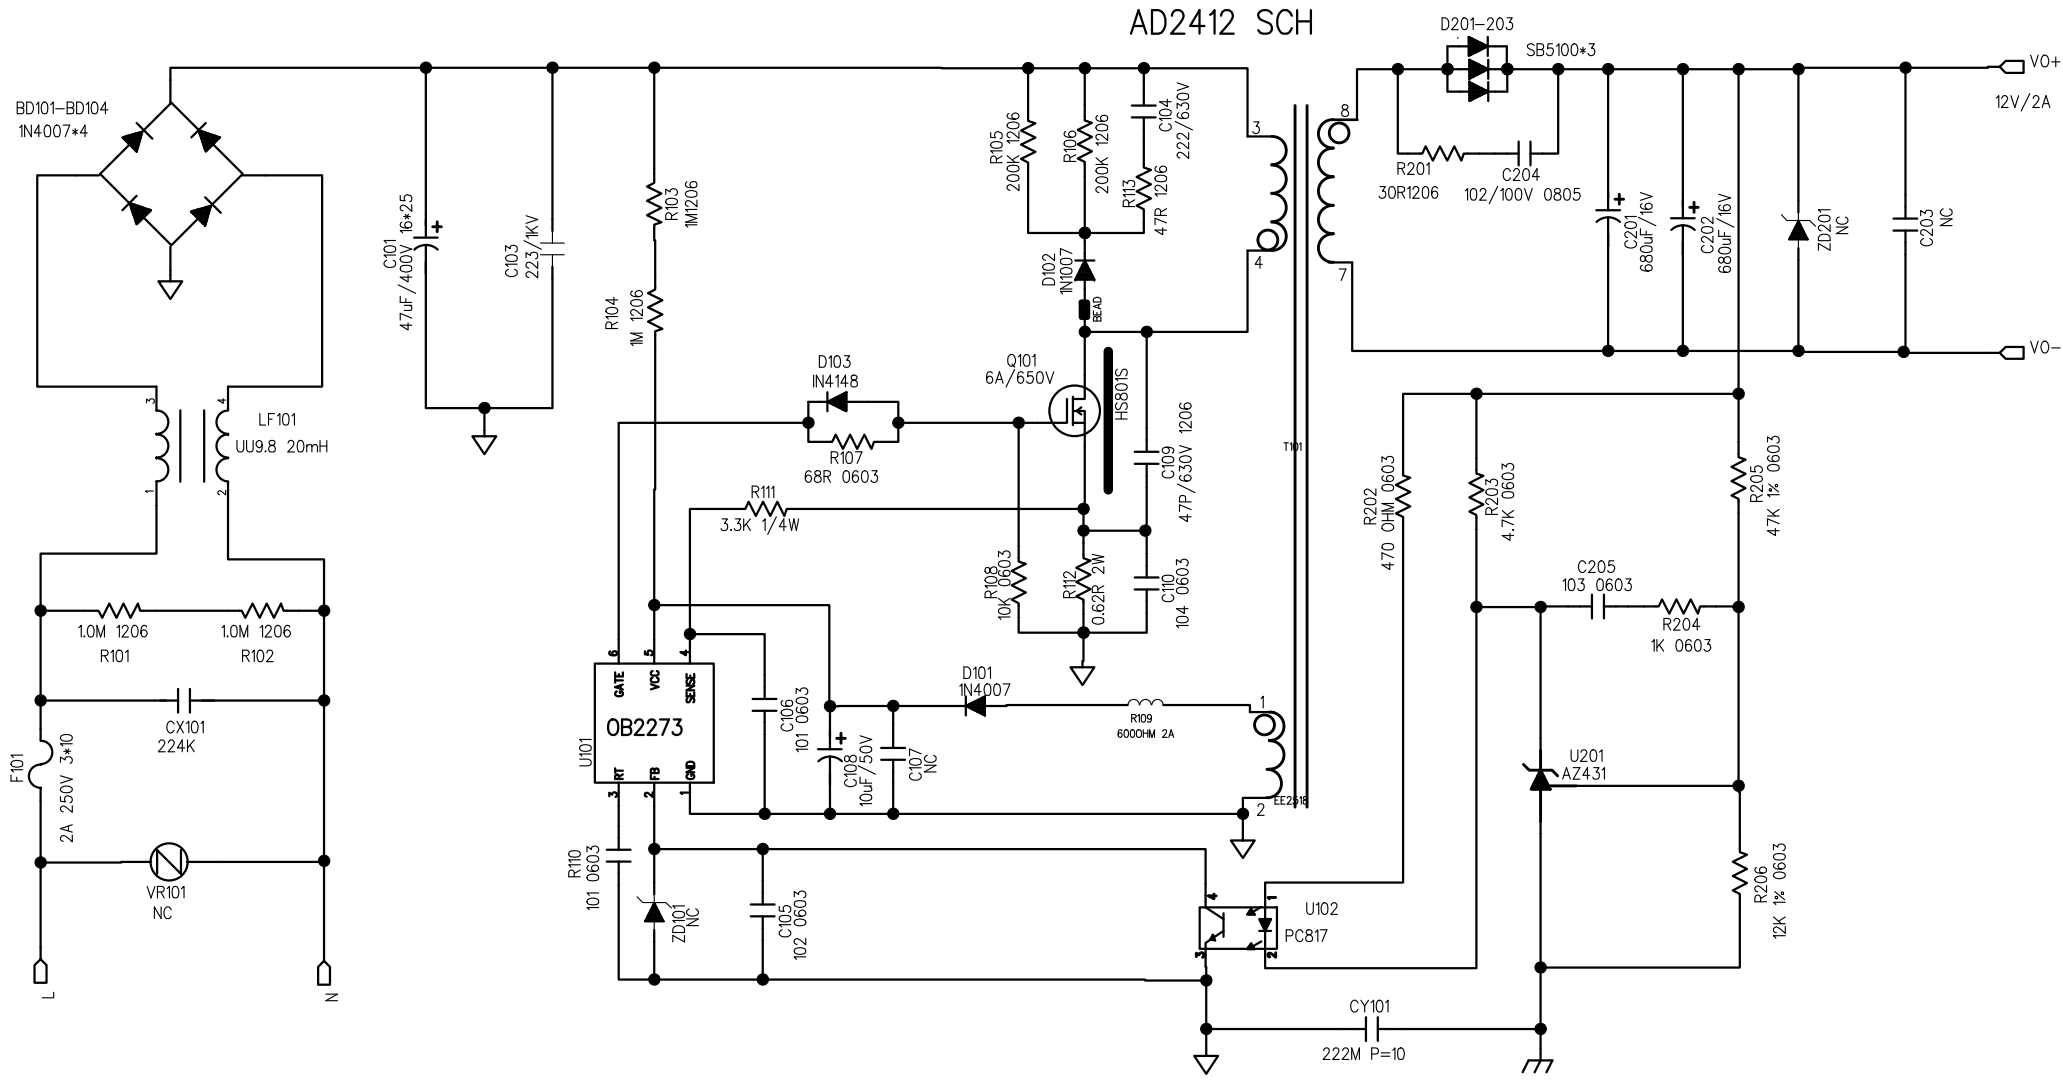 AD2412 SCH
BD101-BD104
1N4007*4
LF101
UU9.8 20mH
3
4
1
2
1.0M 1206
R101
1.0M 1206
R102
CX101
224K
F101
2A 250V 3*10
VR101
NC
L
N
C101
47uF/400V 16*25
C103
223/1KV
R103
1M1206
R104
1M 1206
R105
200K 1206
R106
200K 1206
C104
222/630V
R113
47R 1206
D102
1N1007
BEAD
Q101
6A/650V
HS801S
D103
IN4148
R107
68R 0603
R111
3.3K 1/4W
R108
10K 0603
R112
0.62R 2W
C109
47P/630V 1206
C110
104 0603
3
4
8
7
T101
EE2518
1
2
U101
OB2273
6
GATE
5
VCC
4
SENSE
RT
3
FB
2
GND
1
C106
101 0603
C108
10uF/50V
C107
NC
D101
1N4007
R109
600OHM 2A
R110
101 0603
ZD101
NC
C105
102 0603
4
1
3
2
U102
PC817
CY101
222M P=10
D201-203
SB5100*3
R201
30R1206
C204
102/100V 0805
C201
680uF/16V
C202
680uF/16V
ZD201
NC
C203
NC
VO+
12V/2A
VO-
R202
470 OHM 0603
R203
4.7K 0603
R205
47K 1% 0603
C205
103 0603
R204
1K 0603
U201
AZ431
R206
12K 1% 0603